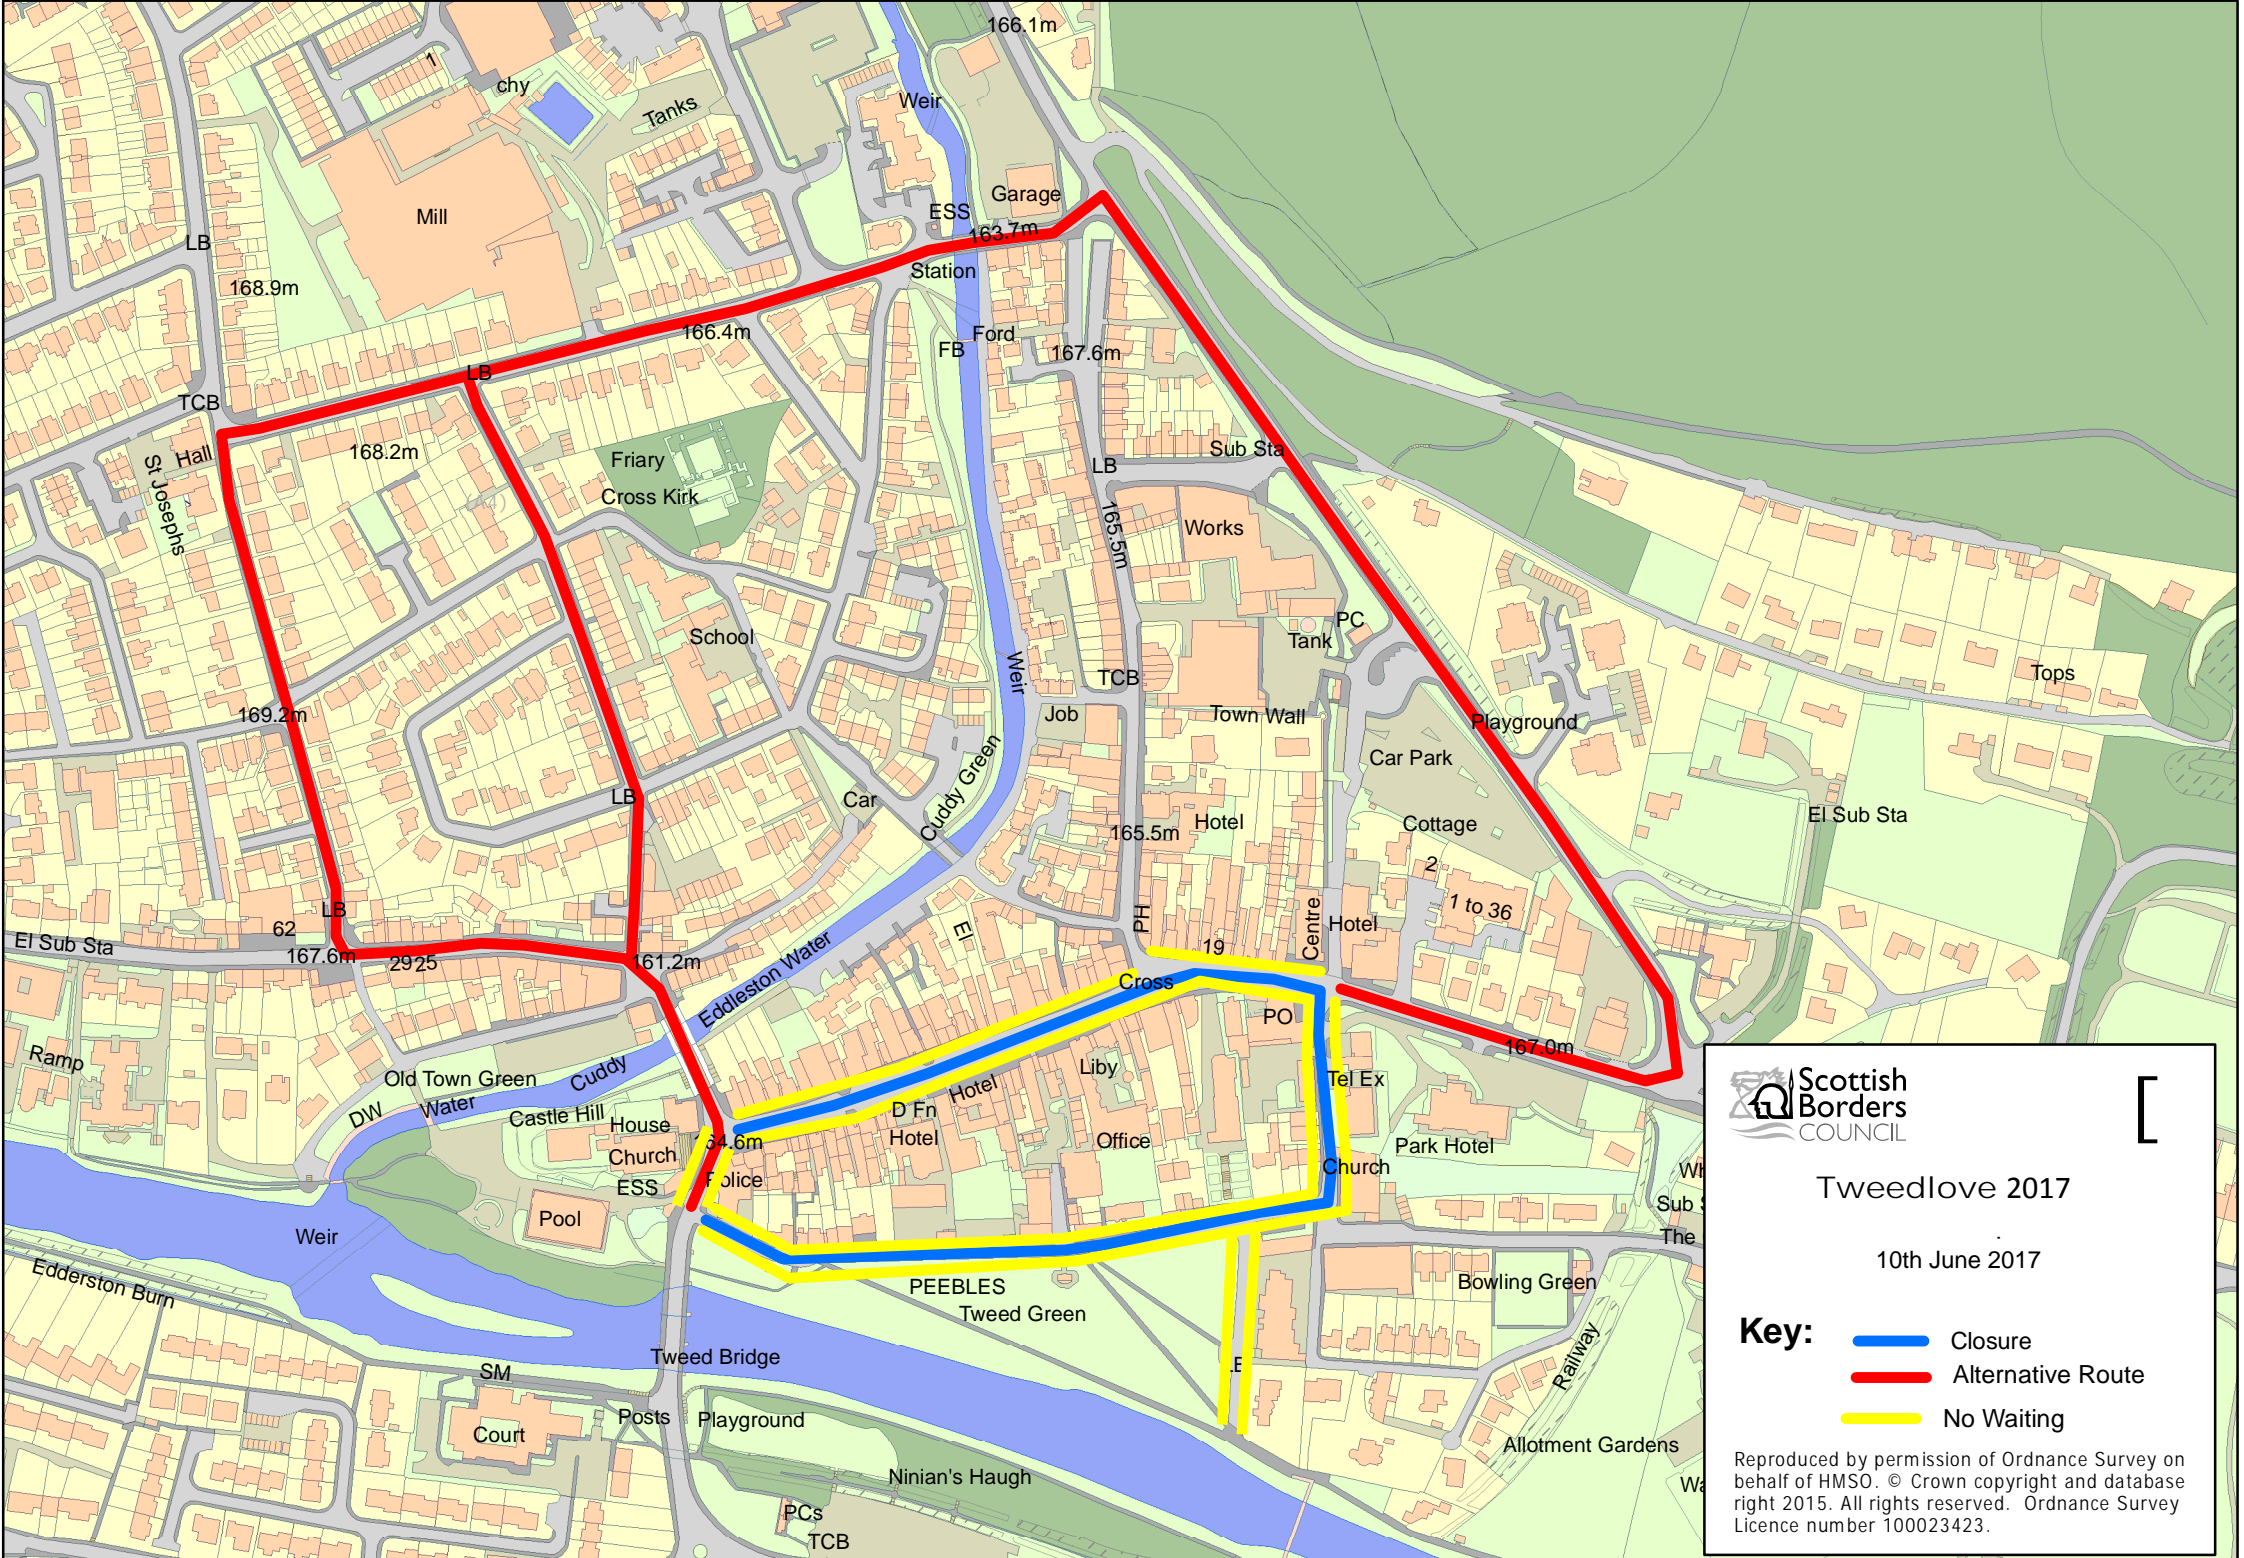 166.1m
chy
1
Weir
Tanks
Garage
Mill
ESS
163.7m
LB
Station
168.9m
166.4m
Ford
FB
167.6m
LB
TCB
168.2m
Hall
St Josephs
Friary
Cross Kirk
(A4)
Sub Sta
LB
165.5m
Works
School
PC
Tank
Weir
TCB
Tops
169.2m
Job
Town Wall
Playground
Car Park
LB
Car
Cuddy Green
165.5m
Hotel
Cottage
El Sub Sta
2
1 to 36
62
LB
El Sub Sta
167.6m
29
25
161.2m
El
PH
19
Centre
Hotel
Eddleston Water
Cross
PO
167.0m
Ramp
Old Town Green
Cuddy
Water
DW
Castle Hill
House
Church
Hotel
D Fn
Hotel
Liby
Office
Tel Ex
Park Hotel
Church
164.6m
Police
ESS
Pool
Weir
Edderston Burn
PEEBLES
Tweed Green
Bowling Green
Railway
Sub S
The
Tweed Bridge
SM
Court
Posts
Playground
Ninian's Haugh
PCs
TCB
Allotment Gardens
Scottish
Borders
COUNCIL
[
Tweedlove 2017
.
10th June 2017
Key:
Closure
Alternative Route
No Waiting
Reproduced by permission of Ordnance Survey on
behalf of HMSO. © Crown copyright and database
right 2015. All rights reserved. Ordnance Survey
Licence number 100023423.